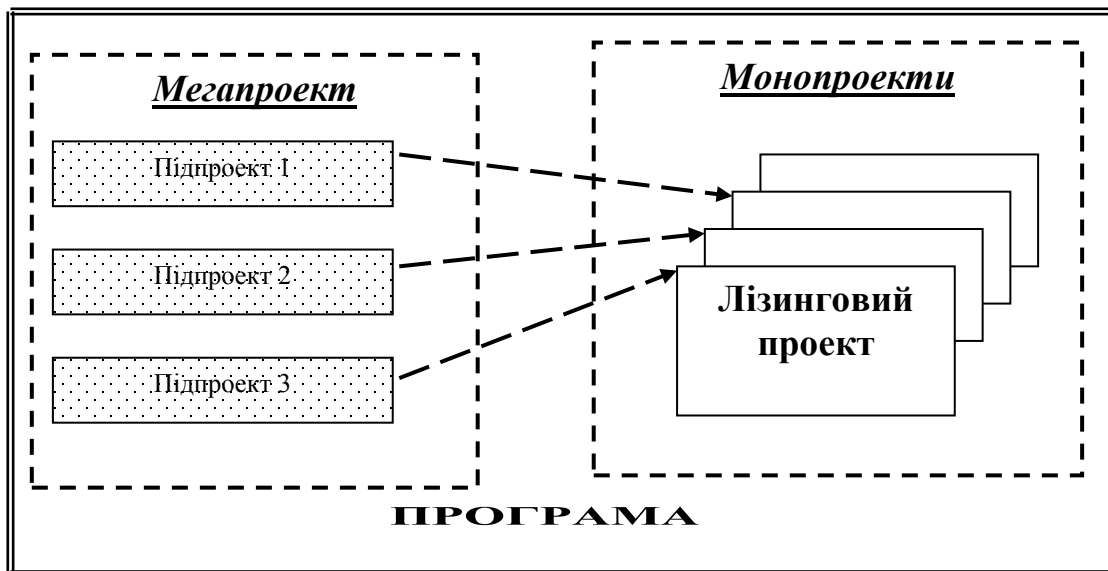 Мегапроект
Підпроект 1
Підпроект 2
Підпроект 3
Монопроекти
Лізинговий
проект
ПРОГРАМА